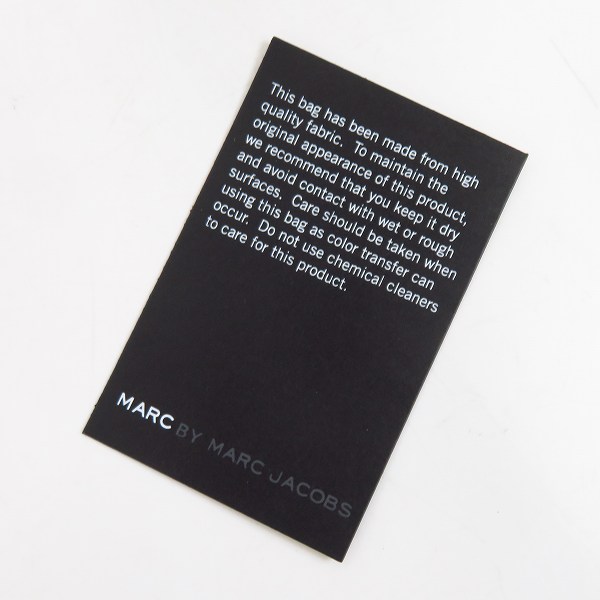 This bag has been made from high
quality fabric. To maintain the
original appearance of this product,
we recommend that you keep it dry
and avoid contact with wet or rough
surfaces. Care should be taken when
using this bag as color transfer can
occur. Do not use chemical cleaners
to care for this product.
MARC BY MARC JACOBS